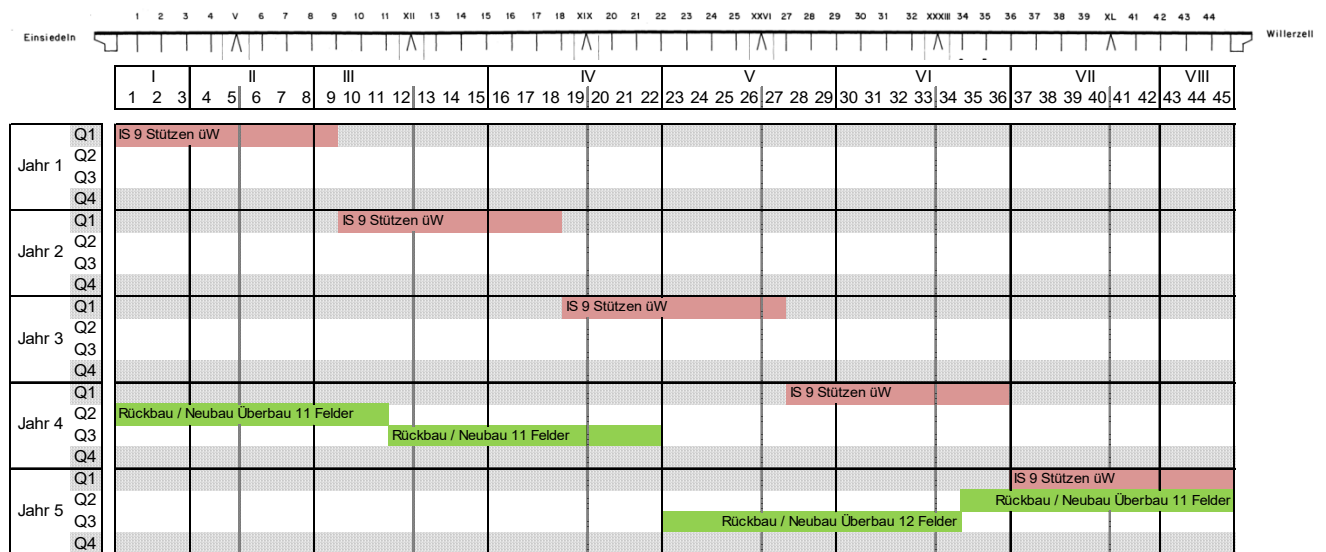 1 2 3 4 V 6 7 8 9 10 11 XII 13 14 15 16 17 18 XIX 20 21 22 23 24 25 XXVI 27 28 29 30 31 32 XXXIII 34 35 36 37 38 39 XL 41 42 43 44
Einsiedeln Willerzell
I II III IV V VI VII VIII
1 2 3 4 5 6 7 8 9 10 11 12 13 14 15 16 17 18 19 20 21 22 23 24 25 26 27 28 29 30 31 32 33 34 35 36 37 38 39 40 41 42 43 44 45
Jahr 1
Q1 IS 9 Stützen üW
Q2
Q3
Q4
Jahr 2
Q1 IS 9 Stützen üW
Q2
Q3
Q4
Jahr 3
Q1 IS 9 Stützen üW
Q2
Q3
Q4
Jahr 4
Q1 IS 9 Stützen üW
Q2 Rückbau / Neubau Überbau 11 Felder
Q3 Rückbau / Neubau 11 Felder
Q4
Jahr 5
Q1 IS 9 Stützen üW
Q2 Rückbau / Neubau Überbau 11 Felder
Q3 Rückbau / Neubau Überbau 12 Felder
Q4